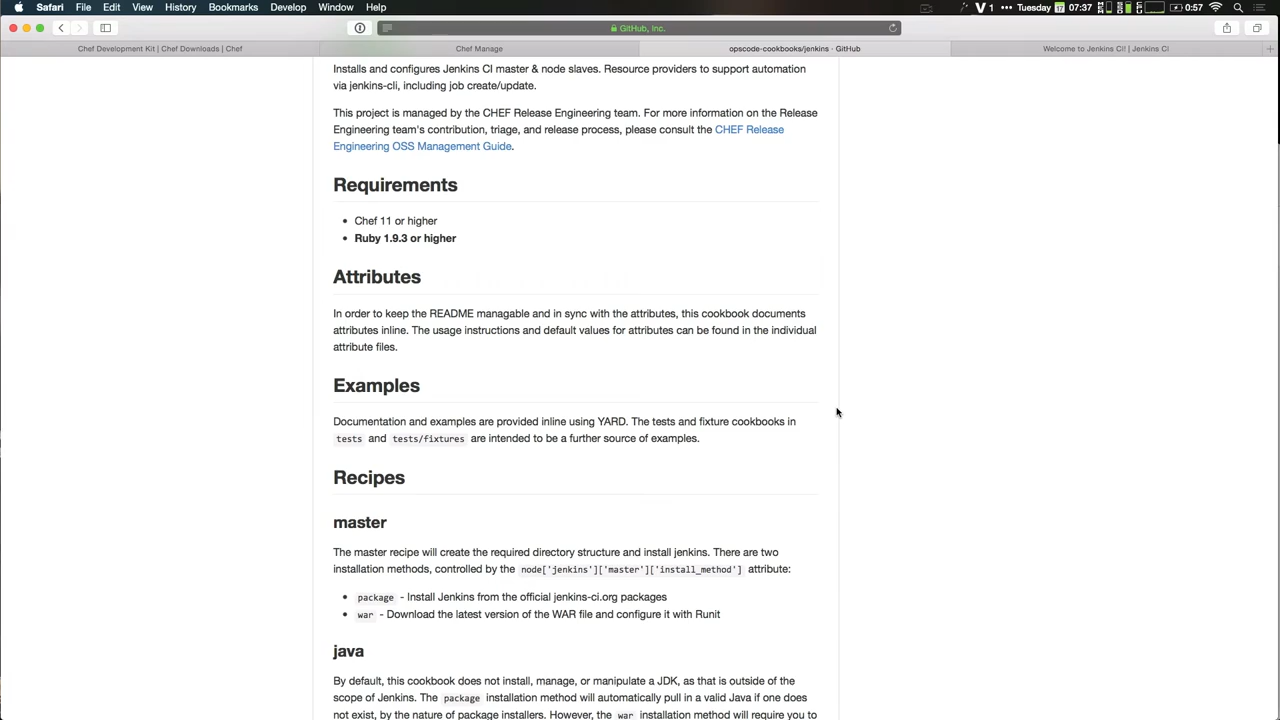 Safari File Edit View History Bookmarks Develop Window Help
V 1 Tuesday 07:37 0:57
GitHub, Inc.
Chef Development Kit | Chef Downloads | Chef
Chef Manage
opscode-cookbooks/jenkins · GitHub
Welcome to Jenkins CI! | Jenkins CI
Installs and configures Jenkins CI master & node slaves. Resource providers to support automation
via jenkins-cli, including job create/update.
This project is managed by the CHEF Release Engineering team. For more information on the Release
Engineering team's contribution, triage, and release process, please consult the CHEF Release
Engineering OSS Management Guide.
Requirements
• Chef 11 or higher
• Ruby 1.9.3 or higher
Attributes
In order to keep the README managable and in sync with the attributes, this cookbook documents
attributes inline. The usage instructions and default values for attributes can be found in the individual
attribute files.
Examples
Documentation and examples are provided inline using YARD. The tests and fixture cookbooks in
tests and tests/fixtures are intended to be a further source of examples.
Recipes
master
The master recipe will create the required directory structure and install jenkins. There are two
installation methods, controlled by the node['jenkins']['master']['install_method'] attribute:
• package - Install Jenkins from the official jenkins-ci.org packages
• war - Download the latest version of the WAR file and configure it with Runit
java
By default, this cookbook does not install, manage, or manipulate a JDK, as that is outside of the
scope of Jenkins. The package installation method will automatically pull in a valid Java if one does
not exist, by the nature of package installers. However, the war installation method will require you to